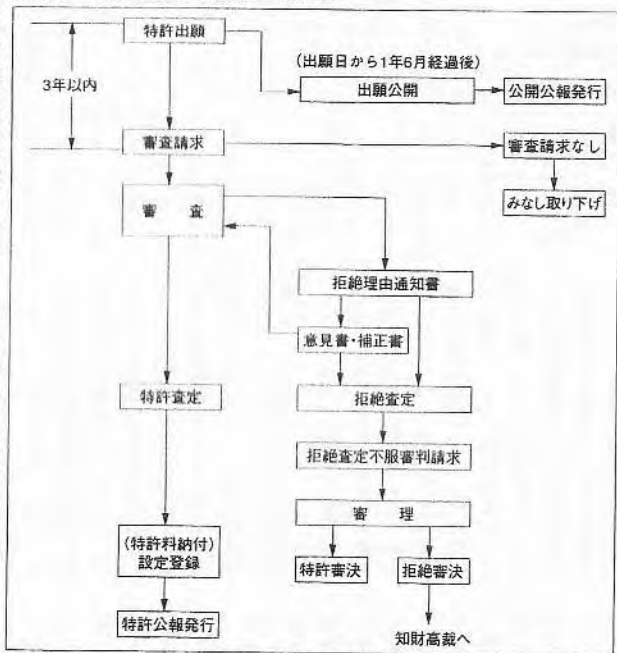 特許出願
(出願日から1年6月経過後)
3年以内
出願公開
公開公報発行
審査請求
審査請求なし
審　査
みなし取り下げ
拒絶理由通知書
意見書・補正書
特許査定
拒絶査定
拒絶査定不服審判請求
審　理
(特許料納付)
設定登録
特許審決
拒絶審決
特許公報発行
知財高裁へ